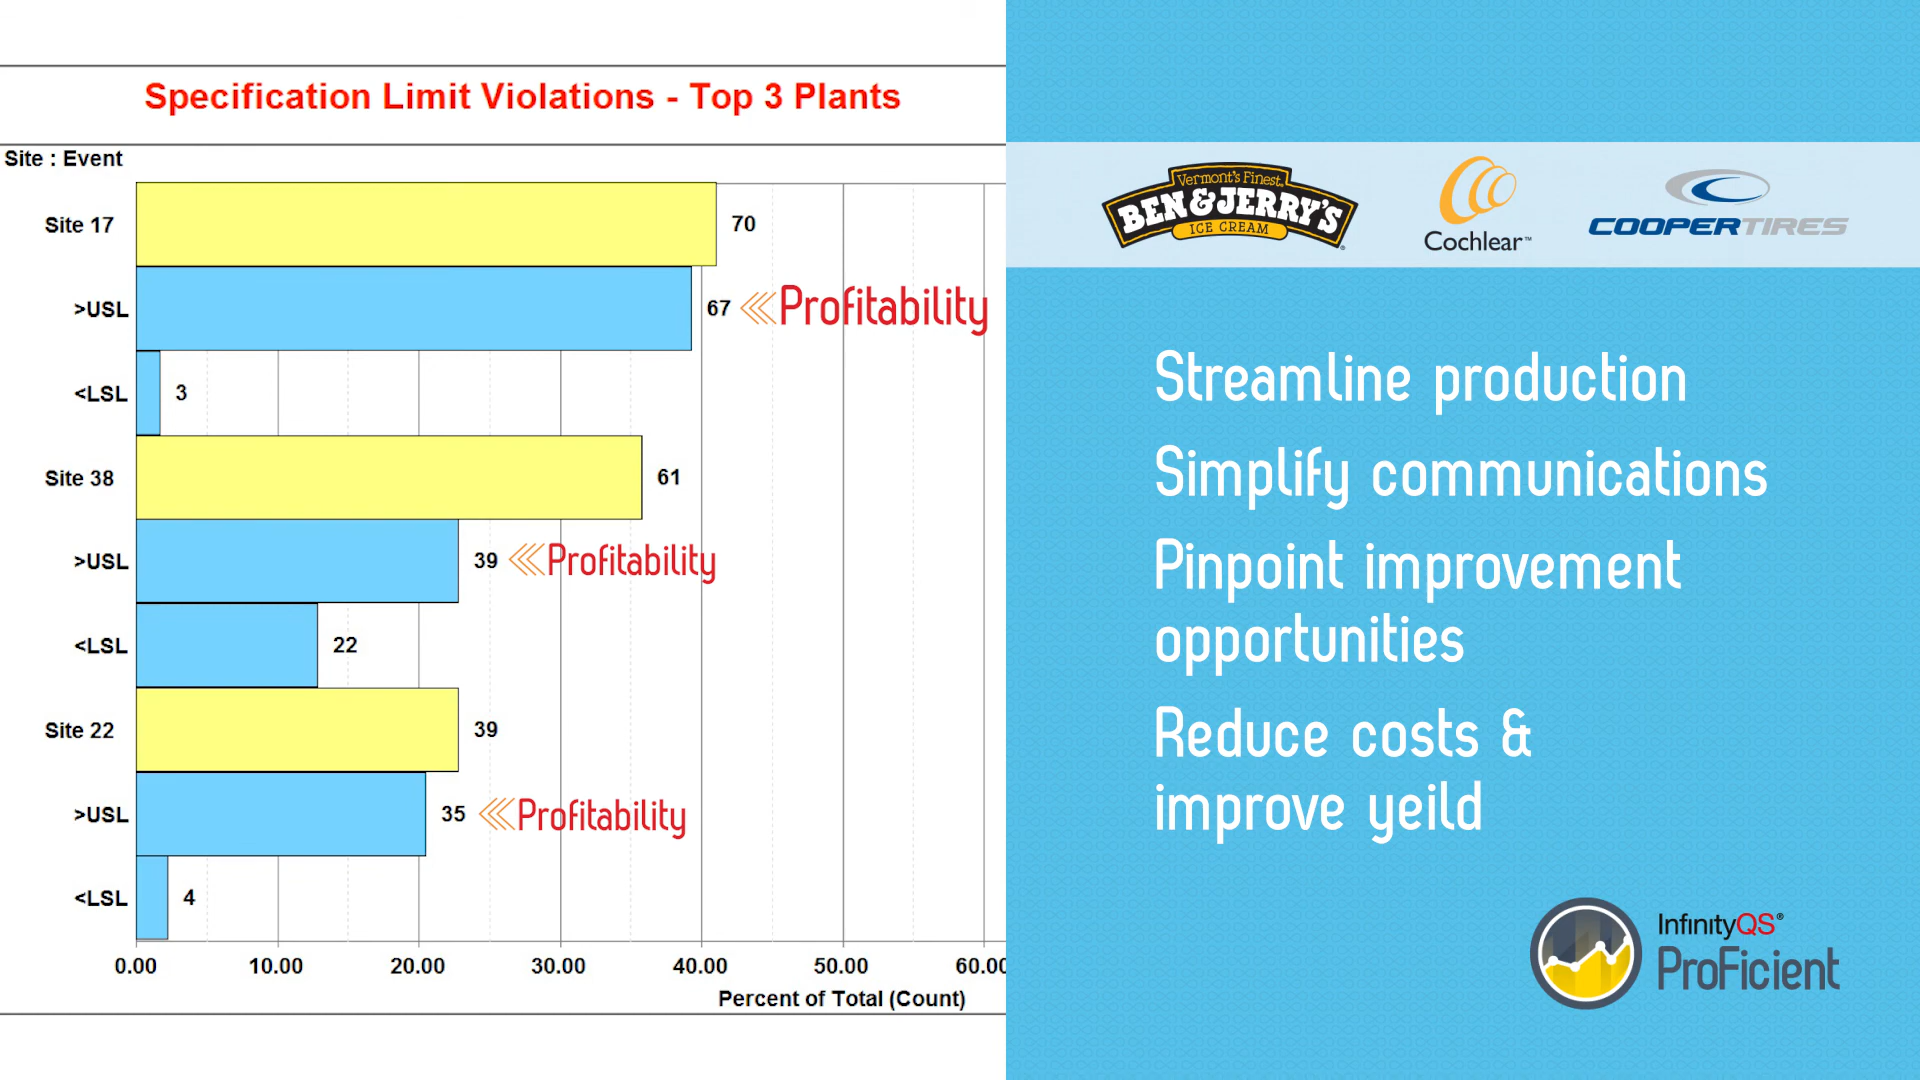 Specification Limit Violations - Top 3 Plants
Site : Event
Site 17
70
>USL
67
Profitability
<LSL
3
Site 38
61
>USL
39
Profitability
<LSL
22
Site 22
39
>USL
35
Profitability
<LSL
4
0.00 10.00 20.00 30.00 40.00 50.00 60.00
Percent of Total (Count)
Vermont's Finest
BEN & JERRY'S
ICE CREAM
Cochlear™
COOPERTIRES
Streamline production
Simplify communications
Pinpoint improvement
opportunities
Reduce costs &
improve yeild
InfinityQS®
ProFicient